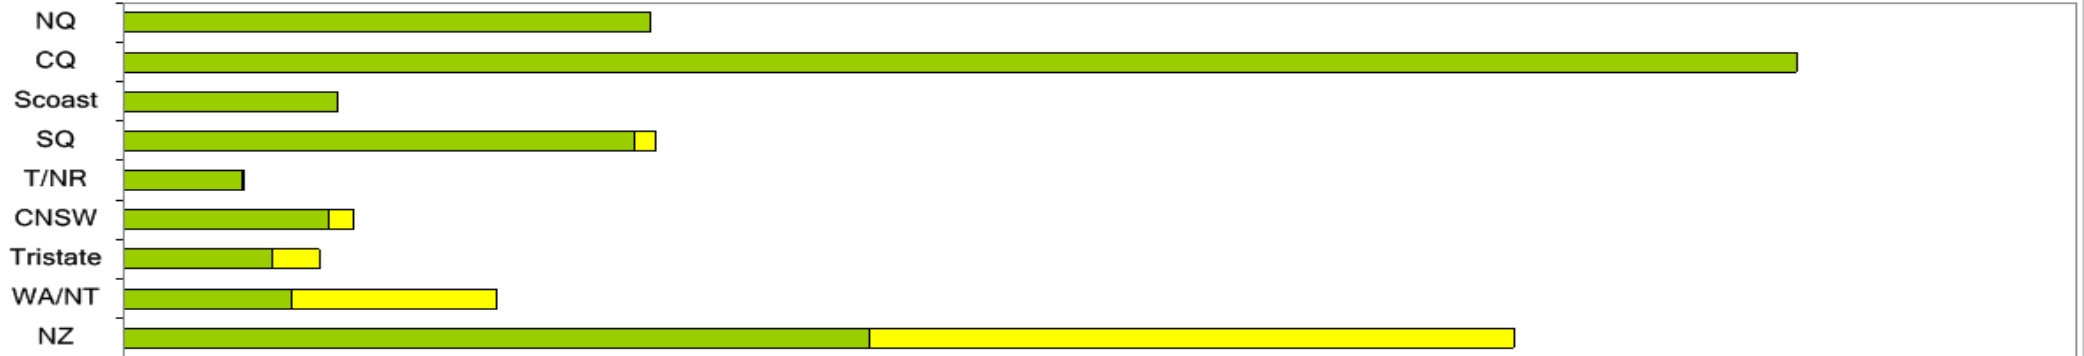 NQ
CQ
Scoast
SQ
T/NR
CNSW
Tristate
WA/NT
NZ